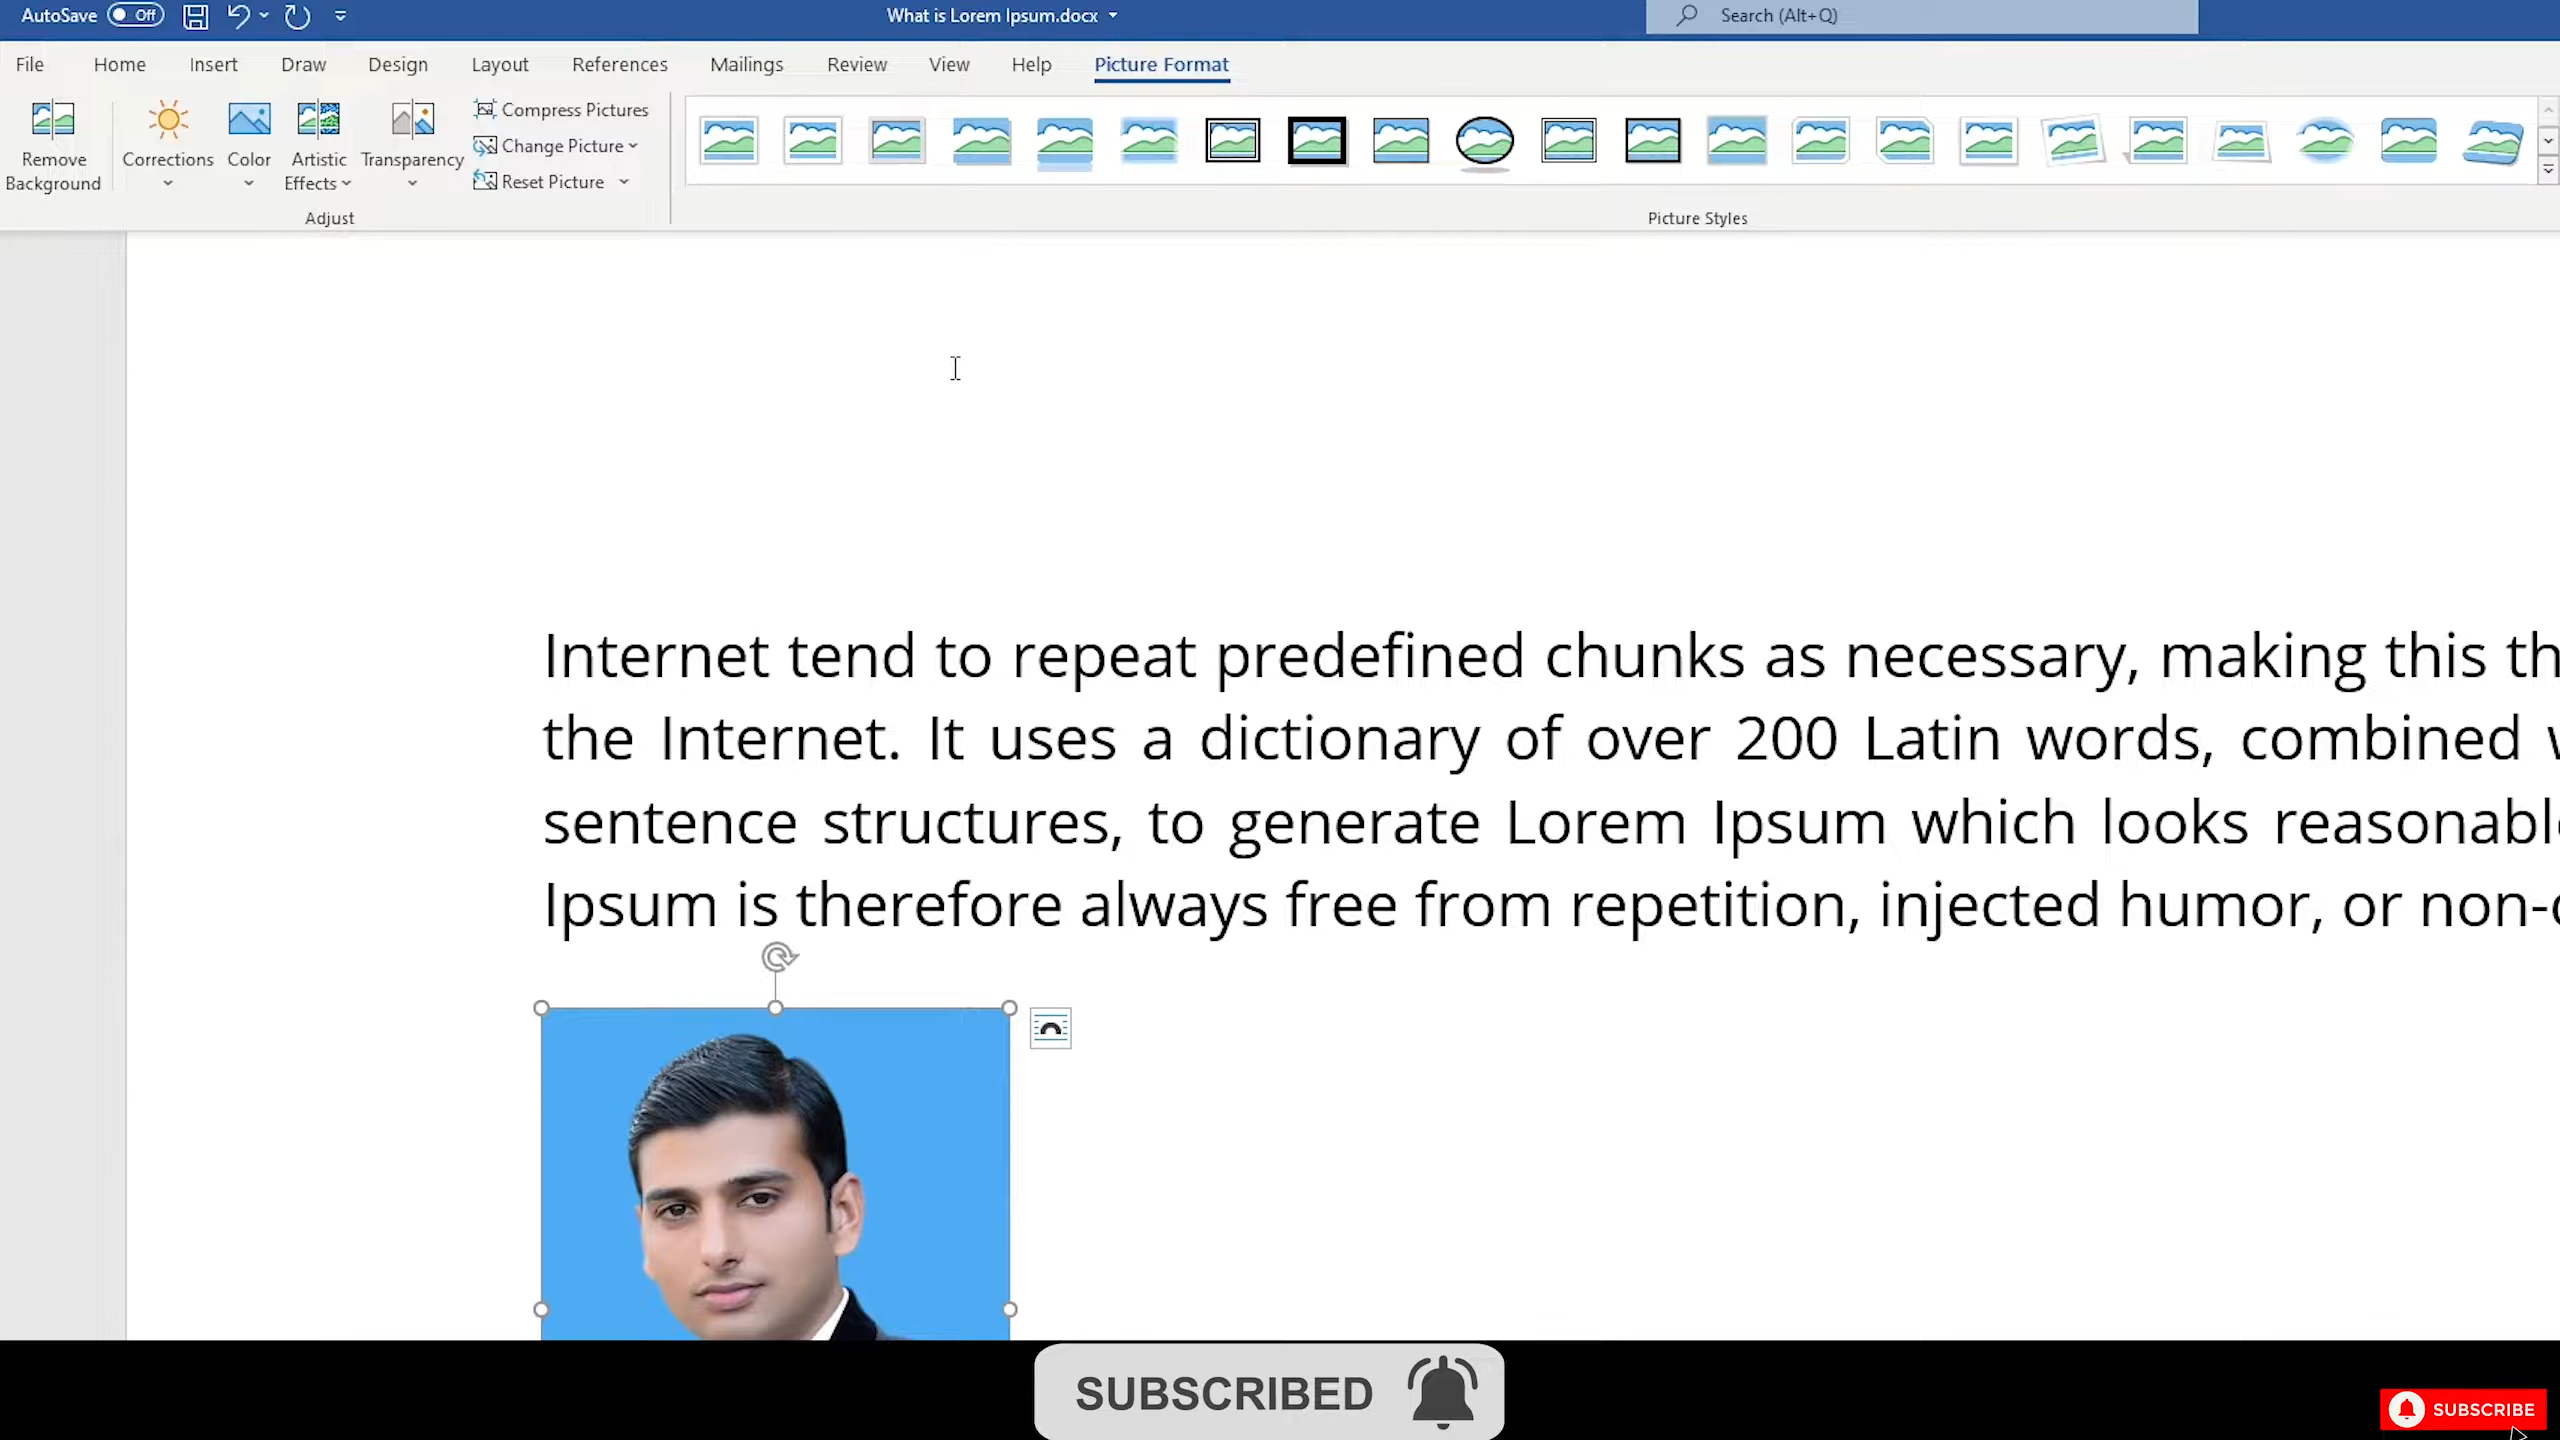 AutoSave Off
What is Lorem Ipsum.docx
Search (Alt+Q)
File Home Insert Draw Design Layout References Mailings Review View Help Picture Format
Remove Background
Corrections
Color
Artistic Effects
Transparency
Compress Pictures
Change Picture
Reset Picture
Adjust
Picture Styles
Internet tend to repeat predefined chunks as necessary, making this
the Internet. It uses a dictionary of over 200 Latin words, combined
sentence structures, to generate Lorem Ipsum which looks
Ipsum is therefore always free from repetition, injected humor, or
SUBSCRIBED
SUBSCRIBE